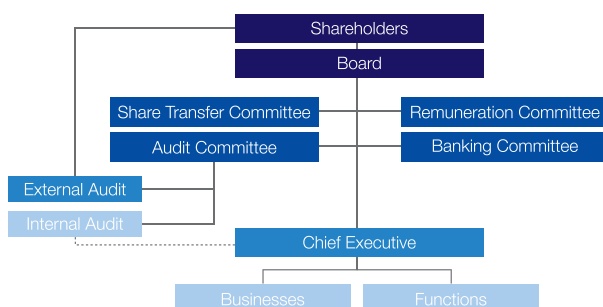 Shareholders
Board
Share Transfer Committee
Remuneration Committee
Audit Committee
Banking Committee
External Audit
Internal Audit
Chief Executive
Businesses
Functions